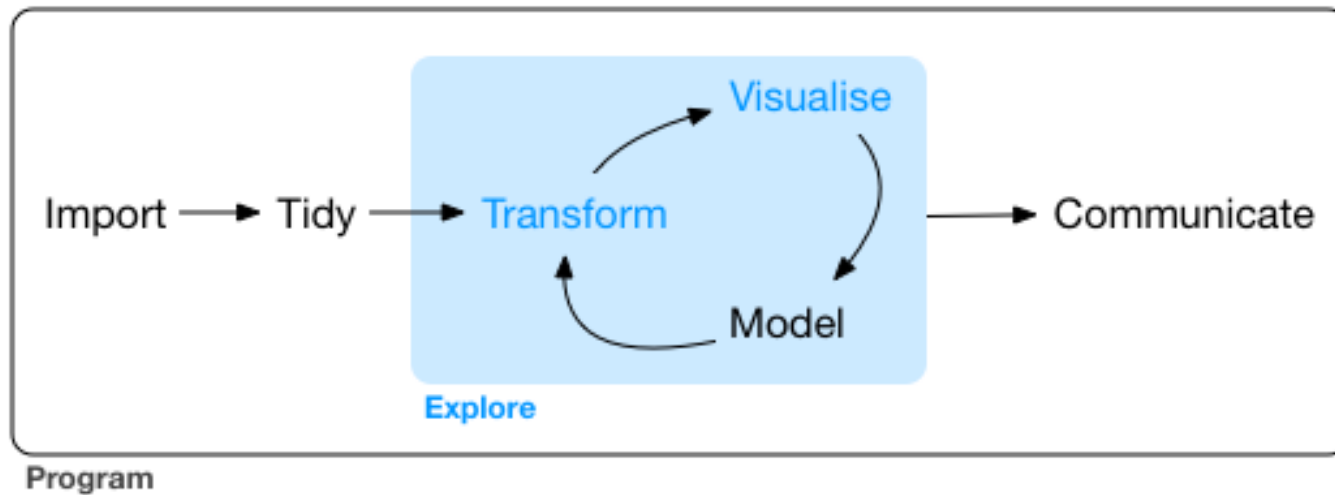 Visualise
Import
Tidy
Transform
Communicate
Model
Explore
Program